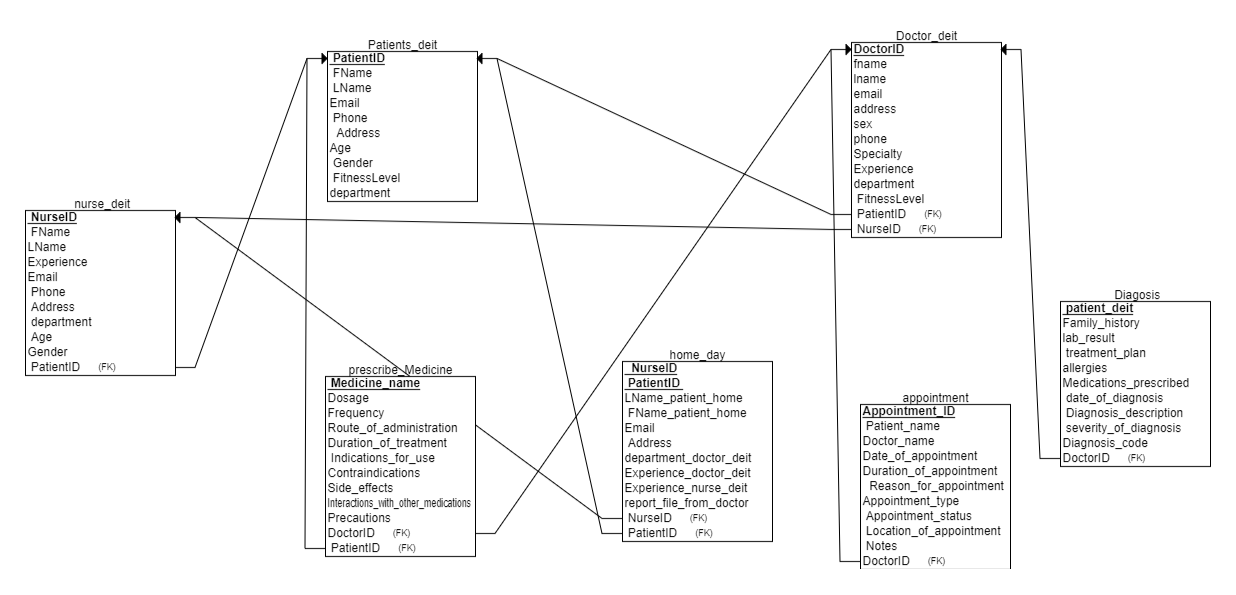 Patients_deit
PatientID
FName
LName
Email
Phone
Address
Age
Gender
FitnessLevel
department
Doctor_deit
DoctorID
fname
lname
email
address
sex
phone
Specialty
Experience
department
FitnessLevel
PatientID (FK)
NurseID (FK)
nurse_deit
NurseID
FName
LName
Experience
Email
Phone
Address
department
Age
Gender
PatientID (FK)
prescribe_Medicine
Medicine_name
Dosage
Frequency
Route_of_administration
Duration_of_treatment
Indications_for_use
Contraindications
Side_effects
Interactions_with_other_medications
Precautions
DoctorID (FK)
PatientID (FK)
home_day
NurseID
PatientID
LName_patient_home
FName_patient_home
Email
Address
department_doctor_deit
Experience_doctor_deit
Experience_nurse_deit
report_file_from_doctor
NurseID (FK)
PatientID (FK)
appointment
Appointment_ID
Patient_name
Doctor_name
Date_of_appointment
Duration_of_appointment
Reason_for_appointment
Appointment_type
Appointment_status
Location_of_appointment
Notes
DoctorID (FK)
Diagosis
patient_deit
Family_history
lab_result
treatment_plan
allergies
Medications_prescribed
date_of_diagnosis
Diagnosis_description
severity_of_diagnosis
Diagnosis_code
DoctorID (FK)